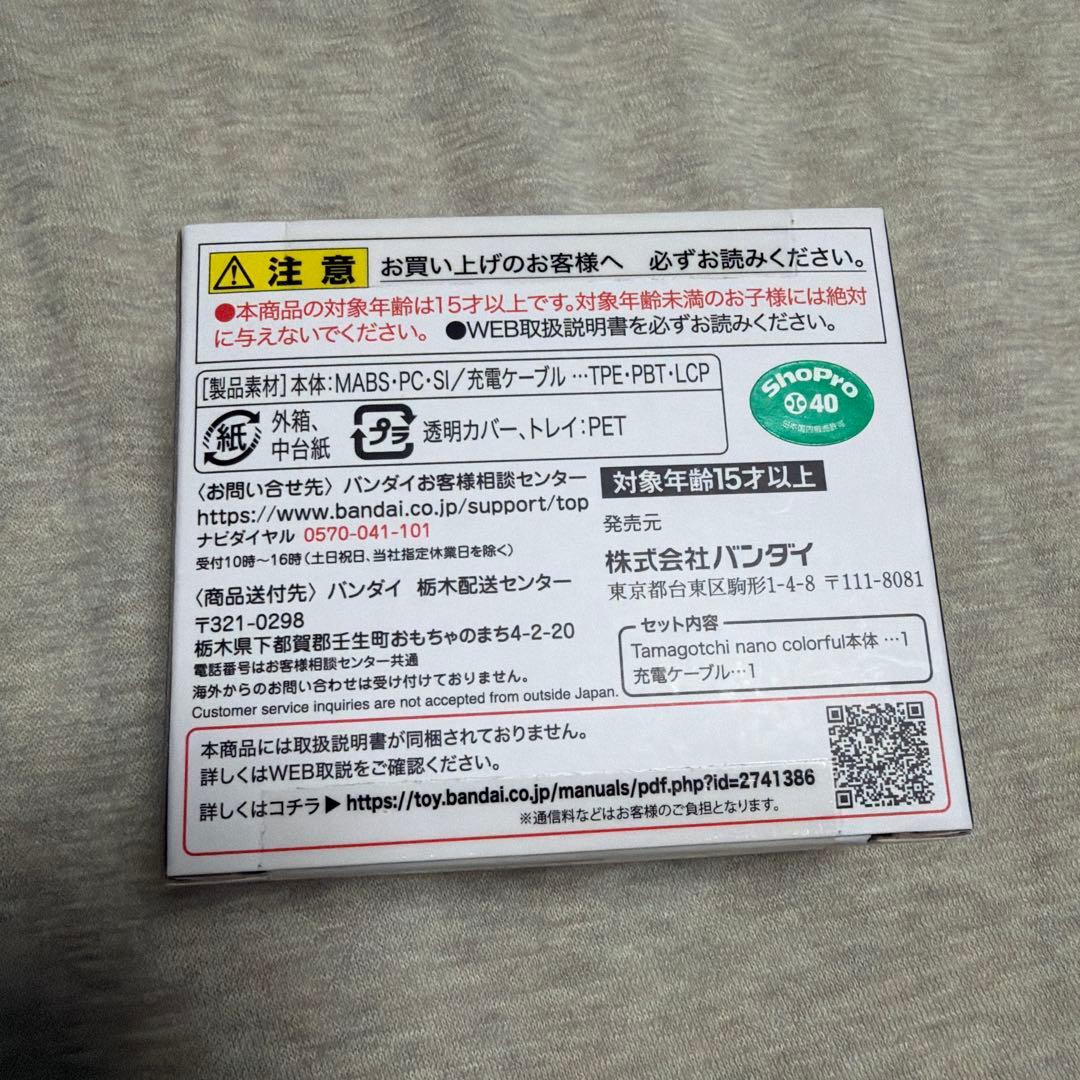 注意 お買い上げのお客様へ 必ずお読みください。
●本商品の対象年齢は15才以上です。対象年齢未満のお子様には絶対
に与えないでください。 ●WEB取扱説明書を必ずお読みください。
[製品素材]本体:MABS・PC・SI/充電ケーブル…TPE・PBT・LCP
紙 外箱、
中台紙
プラ 透明カバー、トレイ:PET
ShoPro
40
日本国内販売許可
〈お問い合せ先〉バンダイお客様相談センター
https://www.bandai.co.jp/support/top
ナビダイヤル 0570-041-101
受付10時〜16時(土日祝日、当社指定休業日を除く)
〈商品送付先〉バンダイ 栃木配送センター
〒321-0298
栃木県下都賀郡壬生町おもちゃのまち4-2-20
電話番号はお客様相談センター共通
海外からのお問い合わせは受け付けておりません。
Customer service inquiries are not accepted from outside Japan.
対象年齢15才以上
発売元
株式会社バンダイ
東京都台東区駒形1-4-8 〒111-8081
セット内容
Tamagotchi nano colorful本体…1
充電ケーブル…1
本商品には取扱説明書が同梱されておりません。
詳しくはWEB取説をご確認ください。
詳しくはコチラ▶https://toy.bandai.co.jp/manuals/pdf.php?id=2741386
※通信料などはお客様のご負担となります。